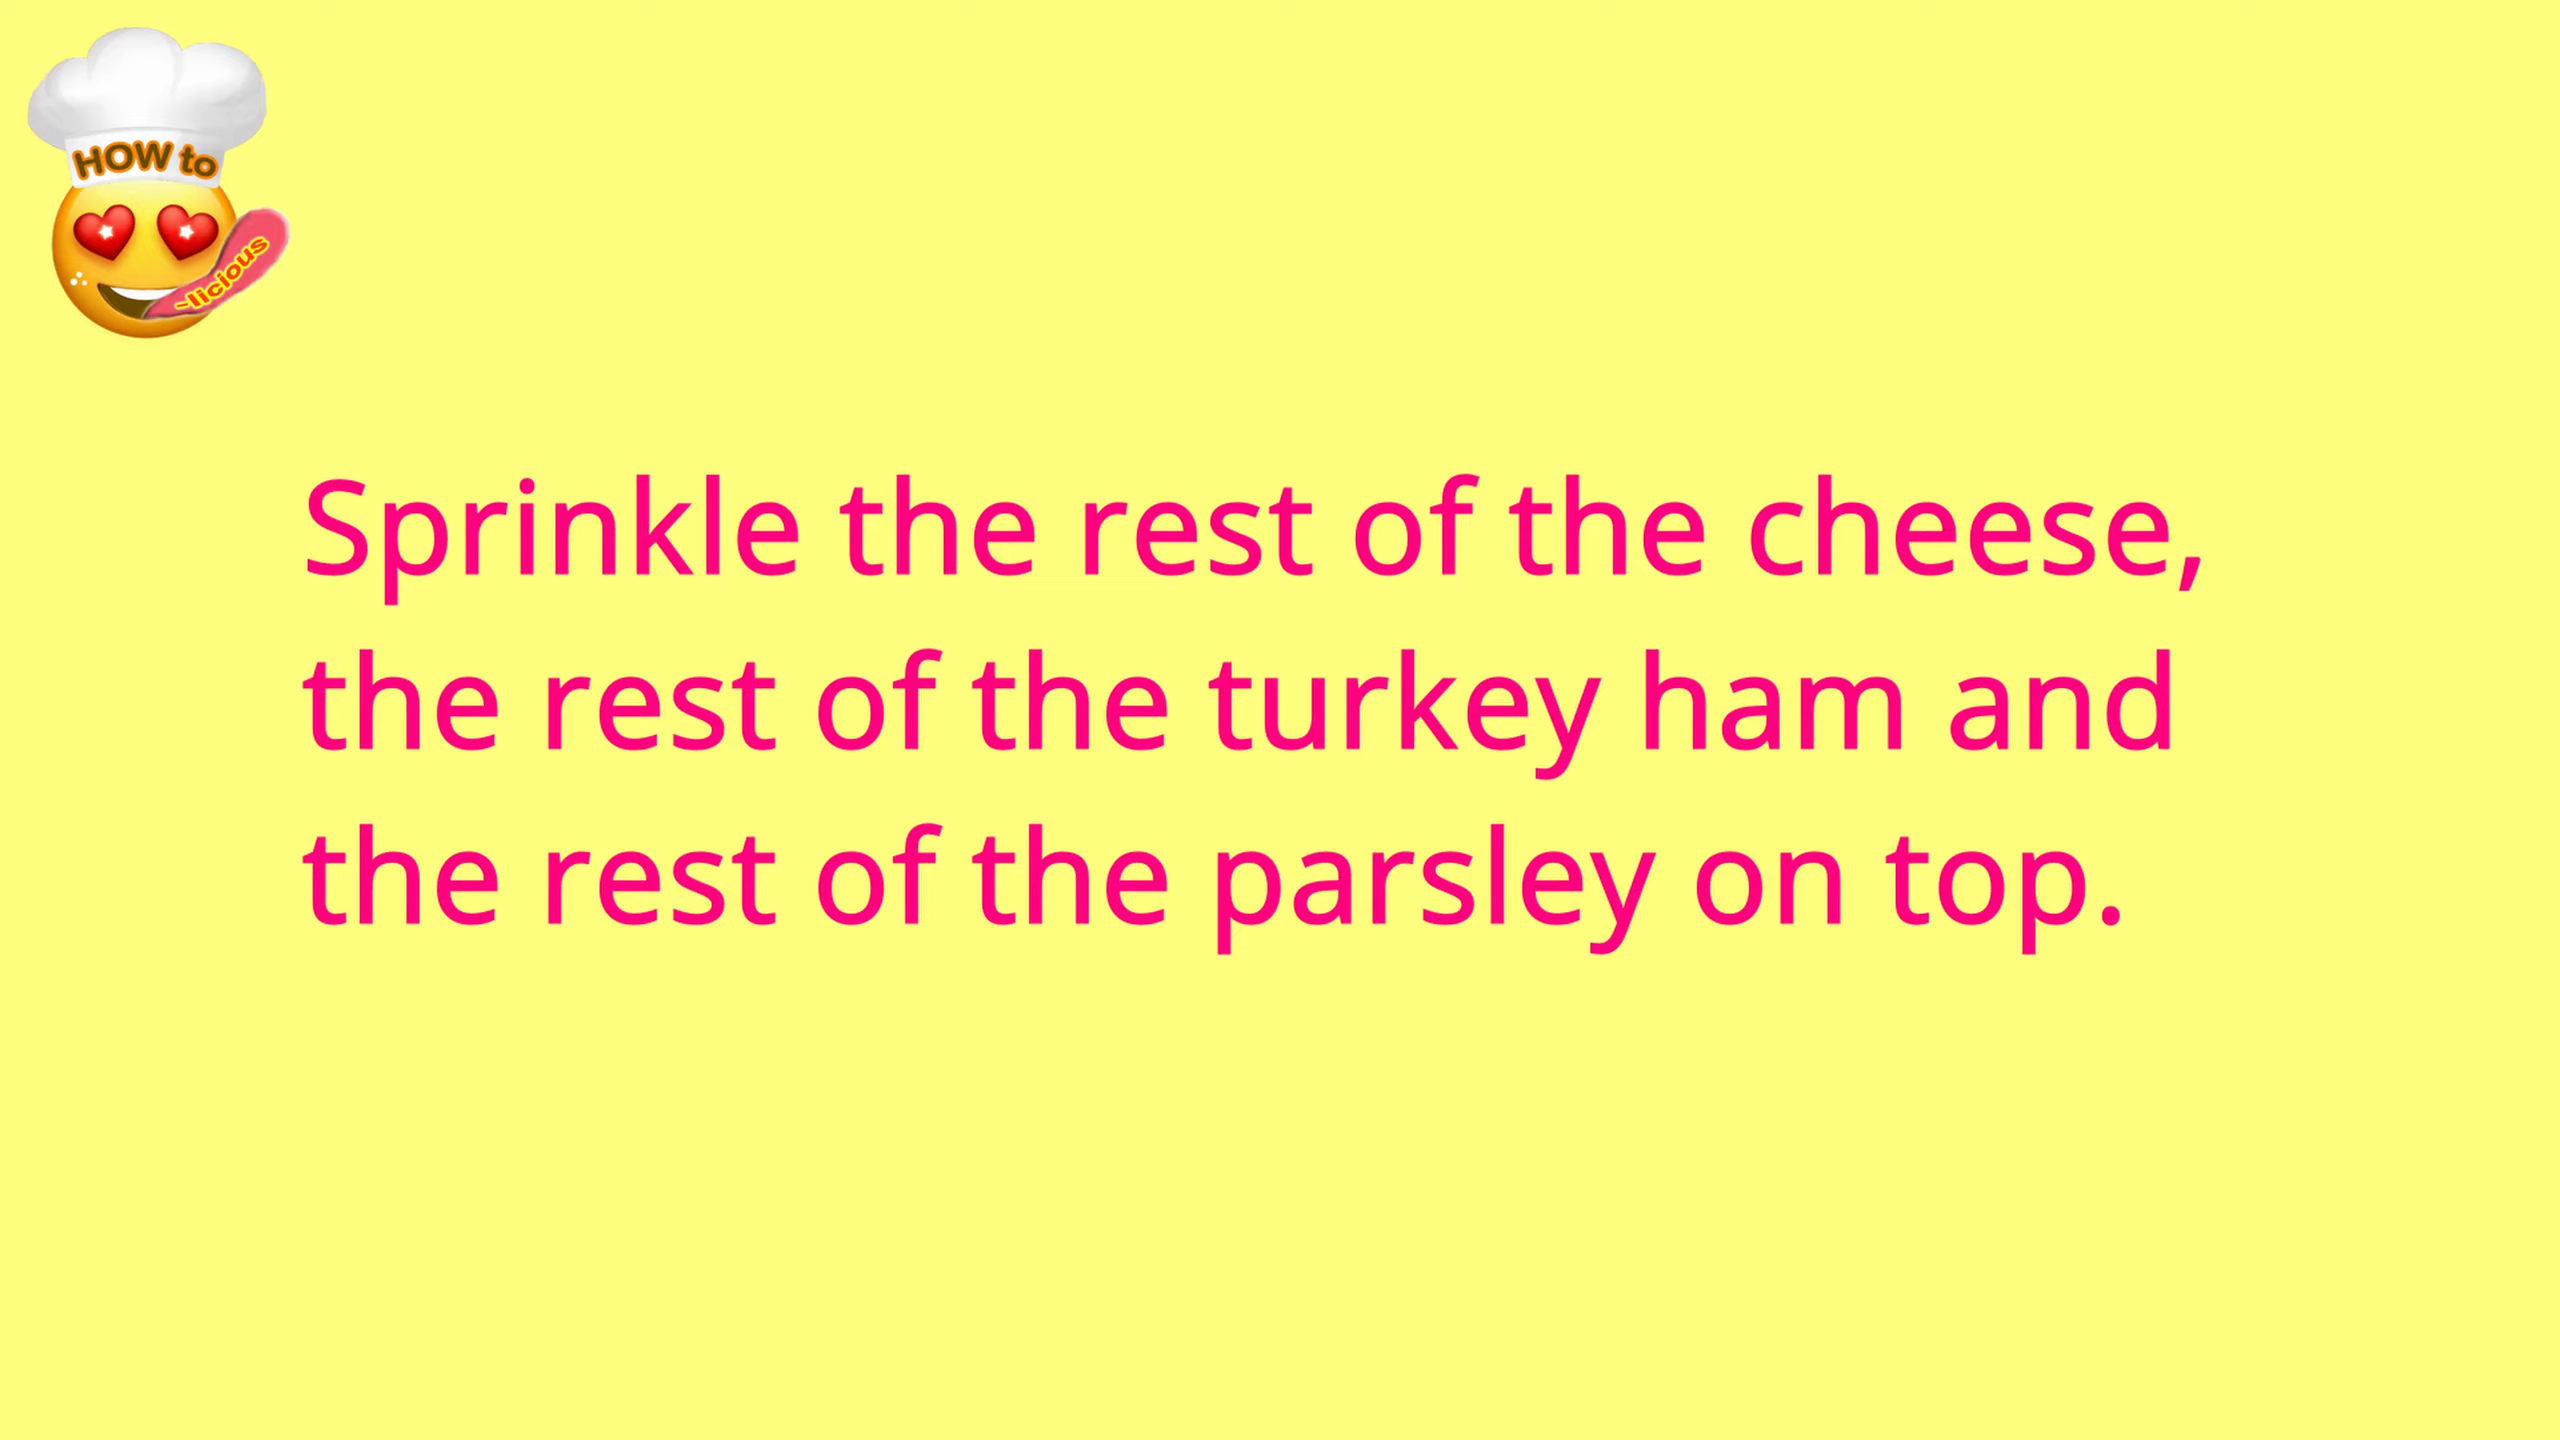 HOW to
~licious
Sprinkle the rest of the cheese,
the rest of the turkey ham and
the rest of the parsley on top.